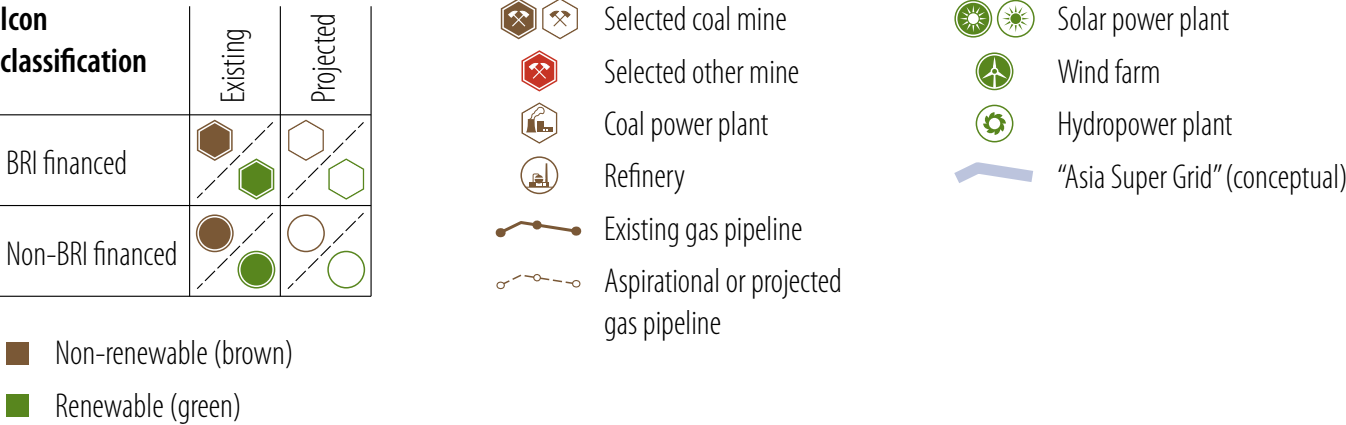 Icon
classification
Existing
Projected
BRI financed
Non-BRI financed
Non-renewable (brown)
Renewable (green)
Selected coal mine
Selected other mine
Coal power plant
Refinery
Existing gas pipeline
Aspirational or projected
gas pipeline
Solar power plant
Wind farm
Hydropower plant
“Asia Super Grid” (conceptual)